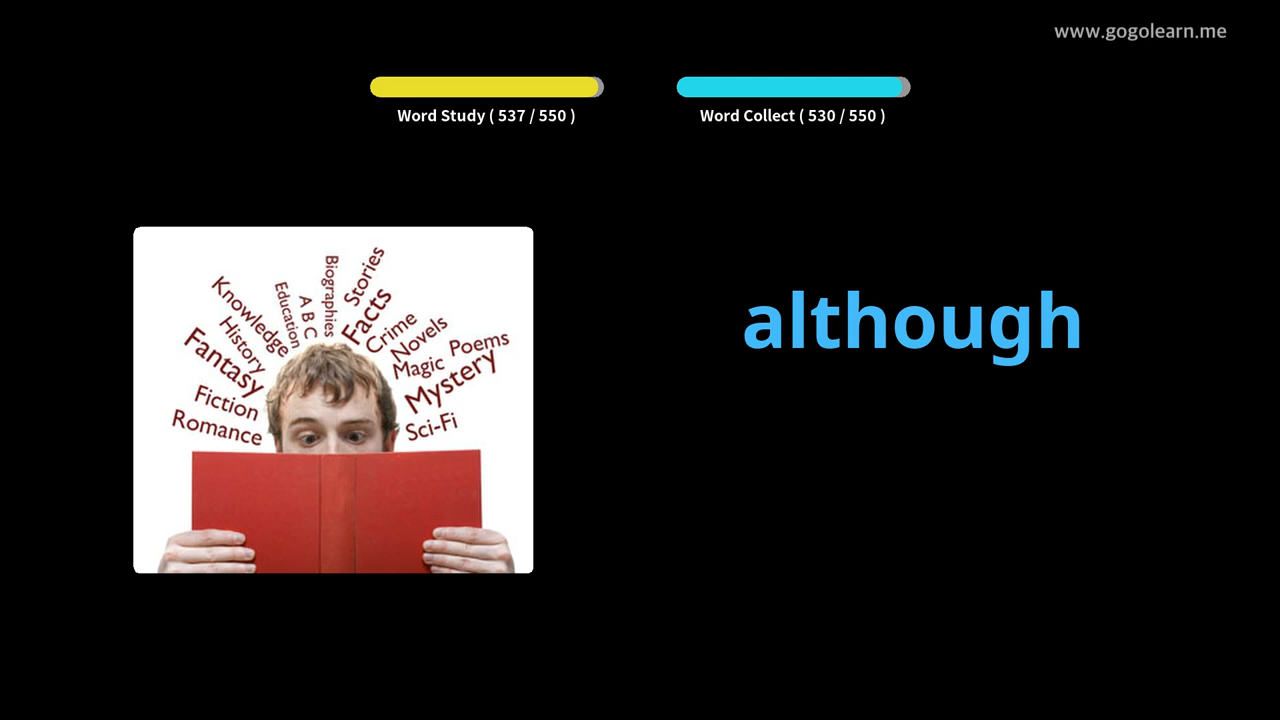 www.gogolearn.me
Word Study ( 537 / 550 )
Word Collect ( 530 / 550 )
Stories
Biographies
Facts
A B C
Education
Knowledge
History
Fantasy
Fiction
Romance
Crime
Novels
Poems
Magic
Mystery
Sci-Fi
although